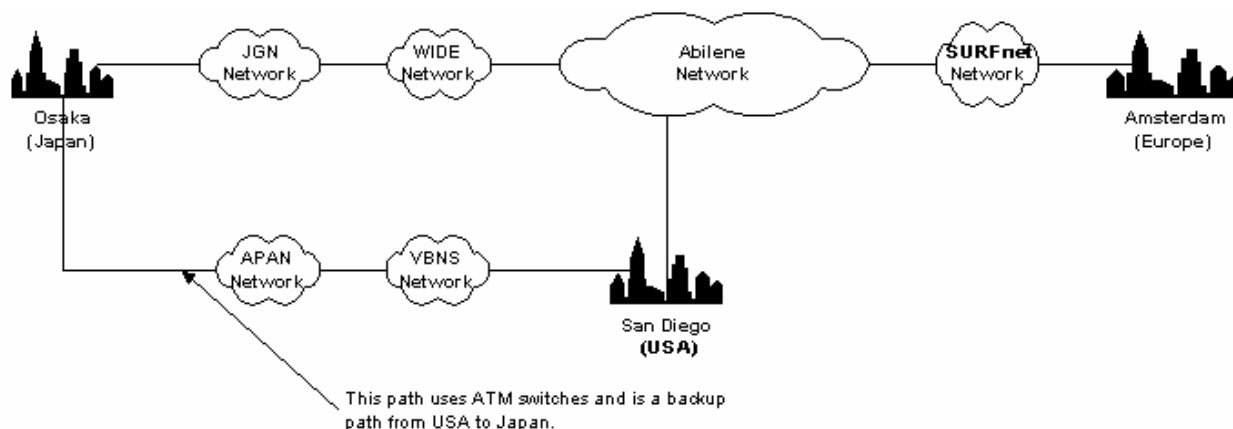 JGN
Network
WIDE
Network
Abilene
Network
SURFnet
Network
Osaka
(Japan)
Amsterdam
(Europe)
APAN
Network
VBNS
Network
San Diego
(USA)
This path uses ATM switches and is a backup
path from USA to Japan.